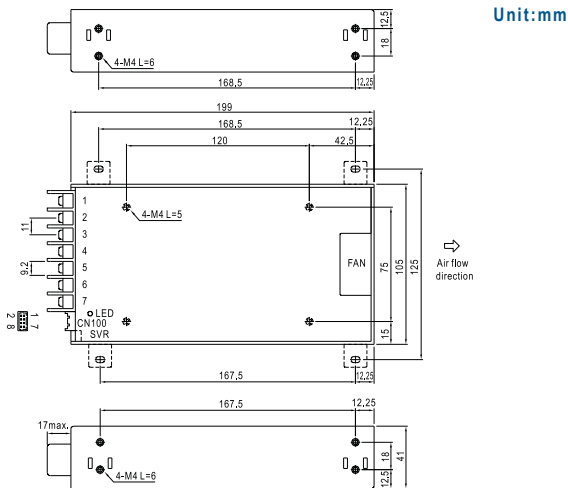 Unit:mm
12.5
18
4-M4 L=6
168.5
12.25
199
168.5
12.25
120
42.5
1
2
3
4
5
6
7
4-M4 L=5
11
9.2
FAN
75
105
125
15
Air flow
direction
LED
CN100
SVR
1 7
2 8
167.5
12.25
167.5
12.25
17max.
4-M4 L=6
18
12.5
41